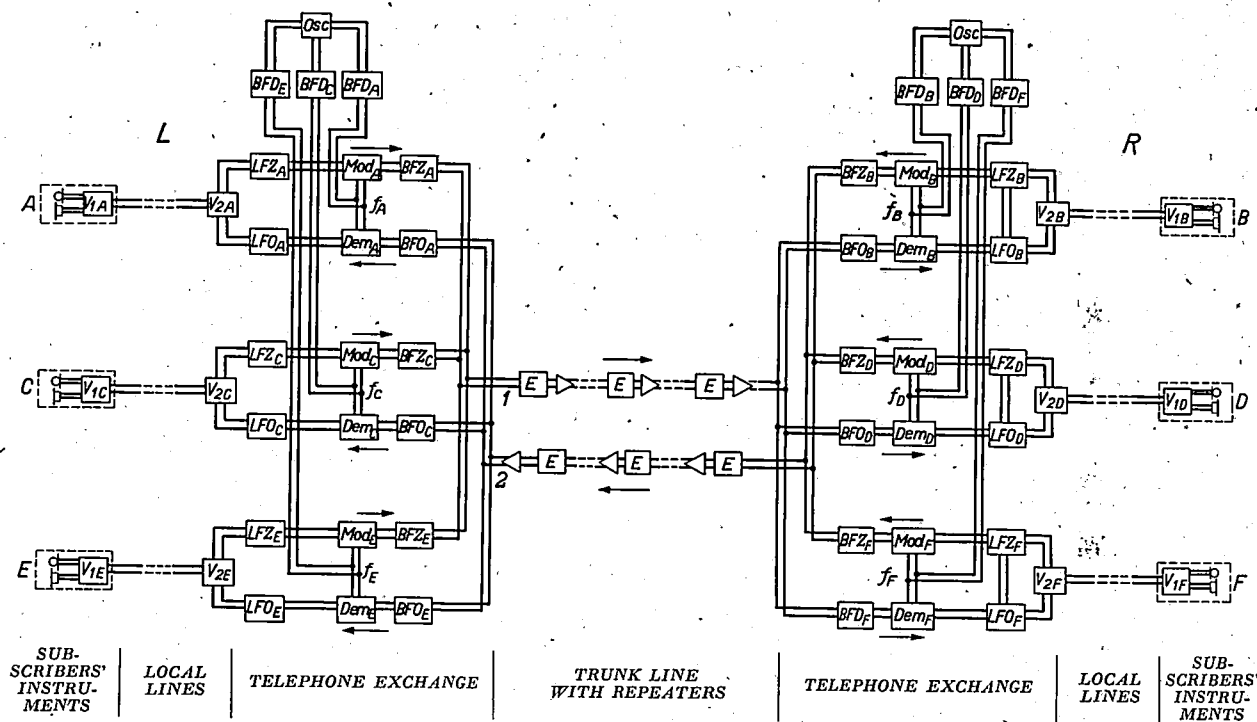 Osc
Osc
BFD_E BFD_C BFD_A
BFD_B BFD_D BFD_F
L
R
LFZ_A Mod_A BFZ_A
BFZ_B Mod_B LFZ_B
A V_1A V_2A f_A
f_B V_2B V_1B B
LFO_A Dem_A BFO_A
BFO_B Dem_B LFO_B
LFZ_C Mod_C BFZ_C
BFZ_D Mod_D LFZ_D
C V_1C V_2C f_C
1 E E E
f_D V_2D V_1D D
LFO_C Dem_C BFO_C
BFO_D Dem_D LFO_D
2 E E E
LFZ_E Mod_E BFZ_E
BFZ_F Mod_F LFZ_F
E V_1E V_2E f_E
f_F V_2F V_1F F
LFO_E Dem_E BFO_E
BFD_F Dem_F LFO_F
SUB-
SCRIBERS'
INSTRU-
MENTS
LOCAL
LINES
TELEPHONE EXCHANGE
TRUNK LINE
WITH REPEATERS
TELEPHONE EXCHANGE
LOCAL
LINES
SUB-
SCRIBERS'
INSTRU-
MENTS